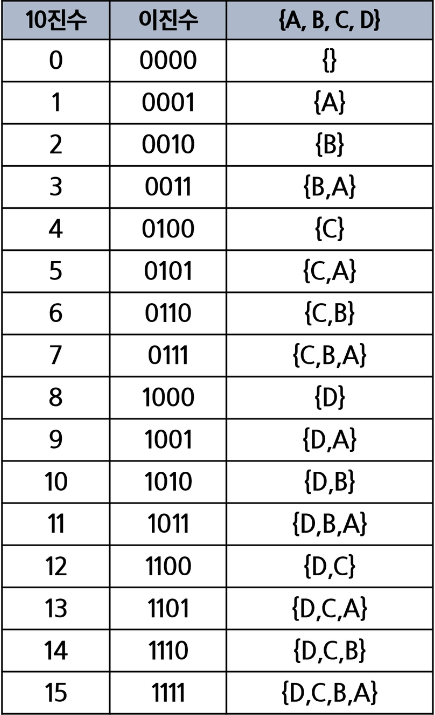 10진수 이진수 {A, B, C, D}
0 0000 {}
1 0001 {A}
2 0010 {B}
3 0011 {B,A}
4 0100 {C}
5 0101 {C,A}
6 0110 {C,B}
7 0111 {C,B,A}
8 1000 {D}
9 1001 {D,A}
10 1010 {D,B}
11 1011 {D,B,A}
12 1100 {D,C}
13 1101 {D,C,A}
14 1110 {D,C,B}
15 1111 {D,C,B,A}